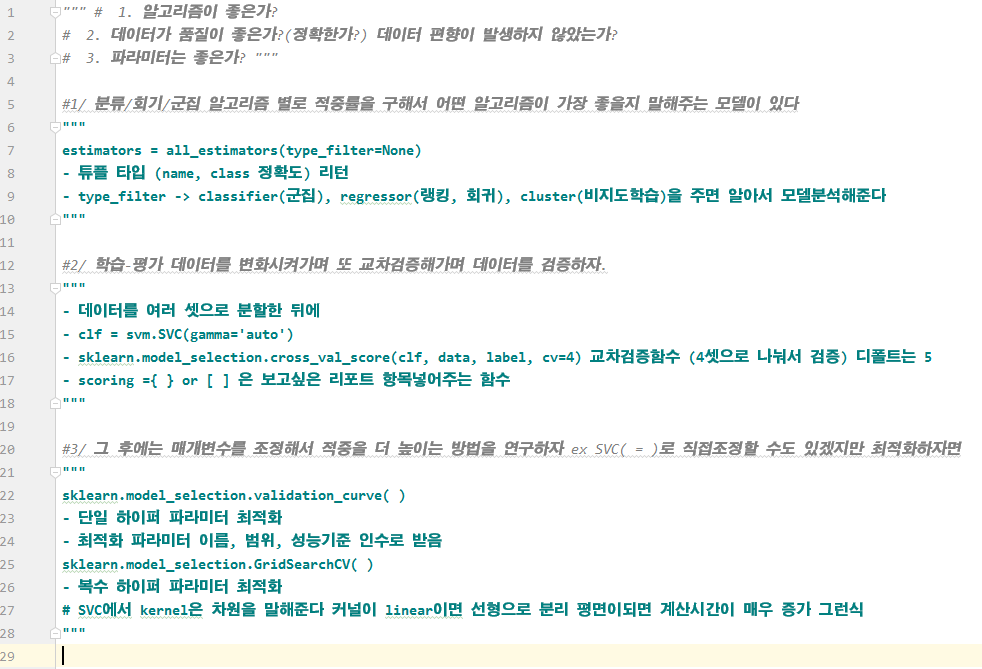 1 """ # 1. 알고리즘이 좋은가?
2 # 2. 데이터가 품질이 좋은가?(정확한가?) 데이터 편향이 발생하지 않았는가?
3 # 3. 파라미터는 좋은가? """
4
5 #1/ 분류/회기/군집 알고리즘 별로 적중률을 구해서 어떤 알고리즘이 가장 좋을지 말해주는 모델이 있다
6 """
7 estimators = all_estimators(type_filter=None)
8 - 튜플 타입 (name, class 정확도) 리턴
9 - type_filter -> classifier(군집), regressor(랭킹, 회귀), cluster(비지도학습)을 주면 알아서 모델분석해준다
10 """
11
12 #2/ 학습-평가 데이터를 변화시켜가며 또 교차검증해가며 데이터를 검증하자.
13 """
14 - 데이터를 여러 셋으로 분할한 뒤에
15 - clf = svm.SVC(gamma='auto')
16 - sklearn.model_selection.cross_val_score(clf, data, label, cv=4) 교차검증함수 (4셋으로 나눠서 검증) 디폴트는 5
17 - scoring ={ } or [ ] 은 보고싶은 리포트 항목넣어주는 함수
18 """
19
20 #3/ 그 후에는 매개변수를 조정해서 적중을 더 높이는 방법을 연구하자 ex SVC( = )로 직접조정할 수도 있겠지만 최적화하자면
21 """
22 sklearn.model_selection.validation_curve( )
23 - 단일 하이퍼 파라미터 최적화
24 - 최적화 파라미터 이름, 범위, 성능기준 인수로 받음
25 sklearn.model_selection.GridSearchCV( )
26 - 복수 하이퍼 파라미터 최적화
27 # SVC에서 kernel은 차원을 말해준다 커널이 linear이면 선형으로 분리 평면이되면 계산시간이 매우 증가 그런식
28 """
29